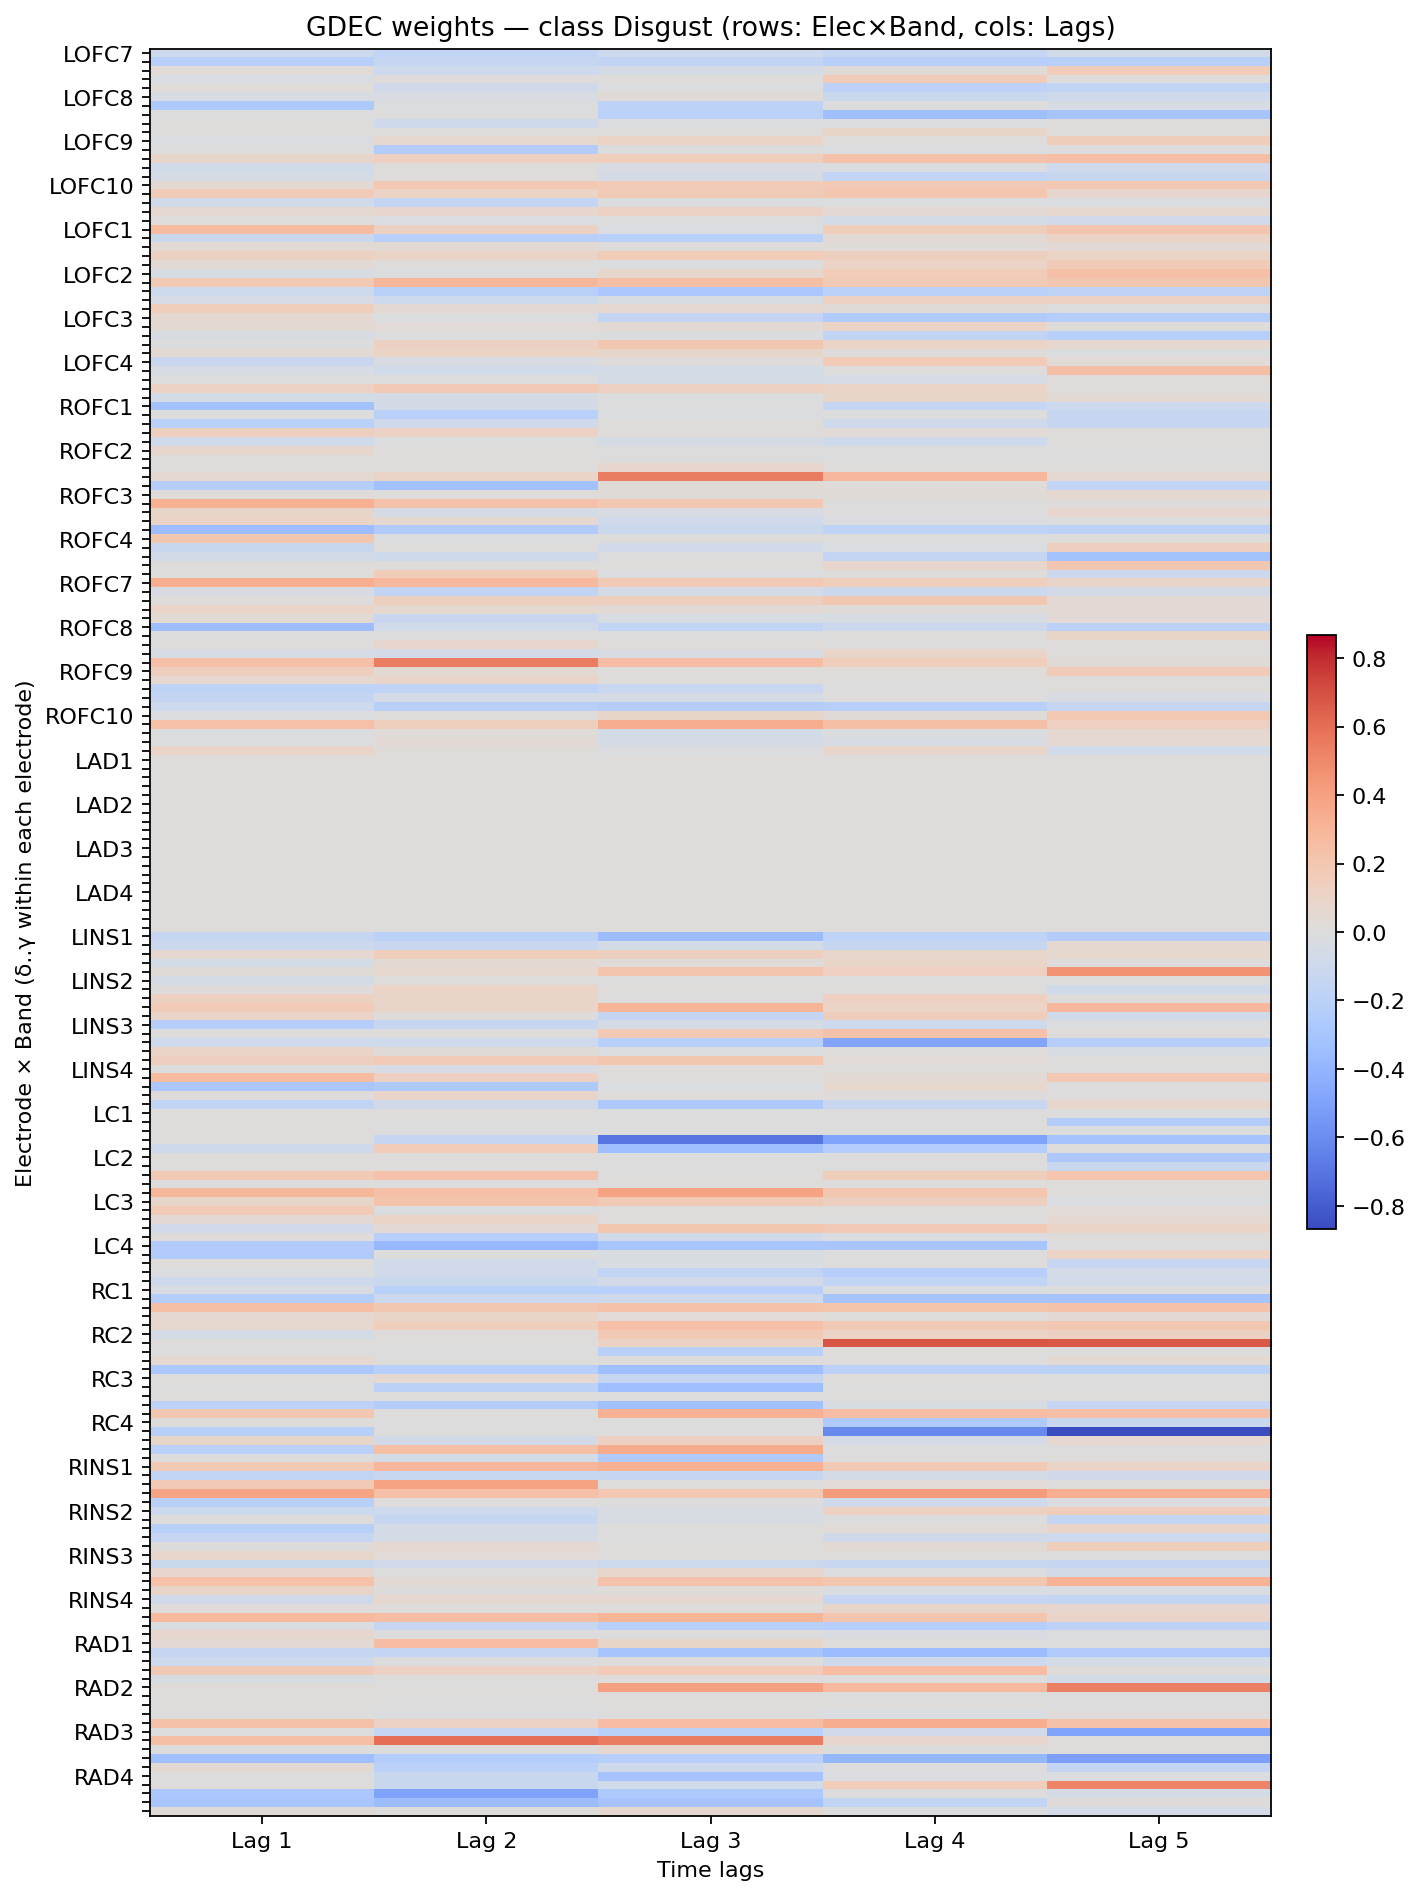 GDEC weights — class Disgust (rows: Elec×Band, cols: Lags)
Electrode × Band (δ..γ within each electrode)
LOFC7
LOFC8
LOFC9
LOFC10
LOFC1
LOFC2
LOFC3
LOFC4
ROFC1
ROFC2
ROFC3
ROFC4
ROFC7
ROFC8
ROFC9
ROFC10
LAD1
LAD2
LAD3
LAD4
LINS1
LINS2
LINS3
LINS4
LC1
LC2
LC3
LC4
RC1
RC2
RC3
RC4
RINS1
RINS2
RINS3
RINS4
RAD1
RAD2
RAD3
RAD4
Lag 1 Lag 2 Lag 3 Lag 4 Lag 5
Time lags
0.8
0.6
0.4
0.2
0.0
−0.2
−0.4
−0.6
−0.8